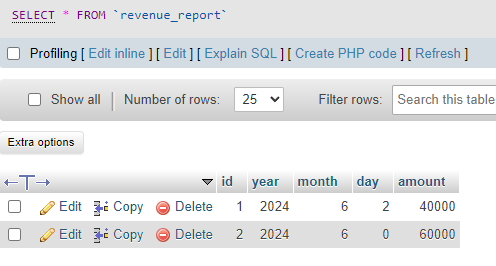 SELECT * FROM `revenue_report`
Profiling [ Edit inline ] [ Edit ] [ Explain SQL ] [ Create PHP code ] [ Refresh ]
Show all Number of rows: 25 Filter rows: Search this table
Extra options
id year month day amount
Edit Copy Delete 1 2024 6 2 40000
Edit Copy Delete 2 2024 6 0 60000